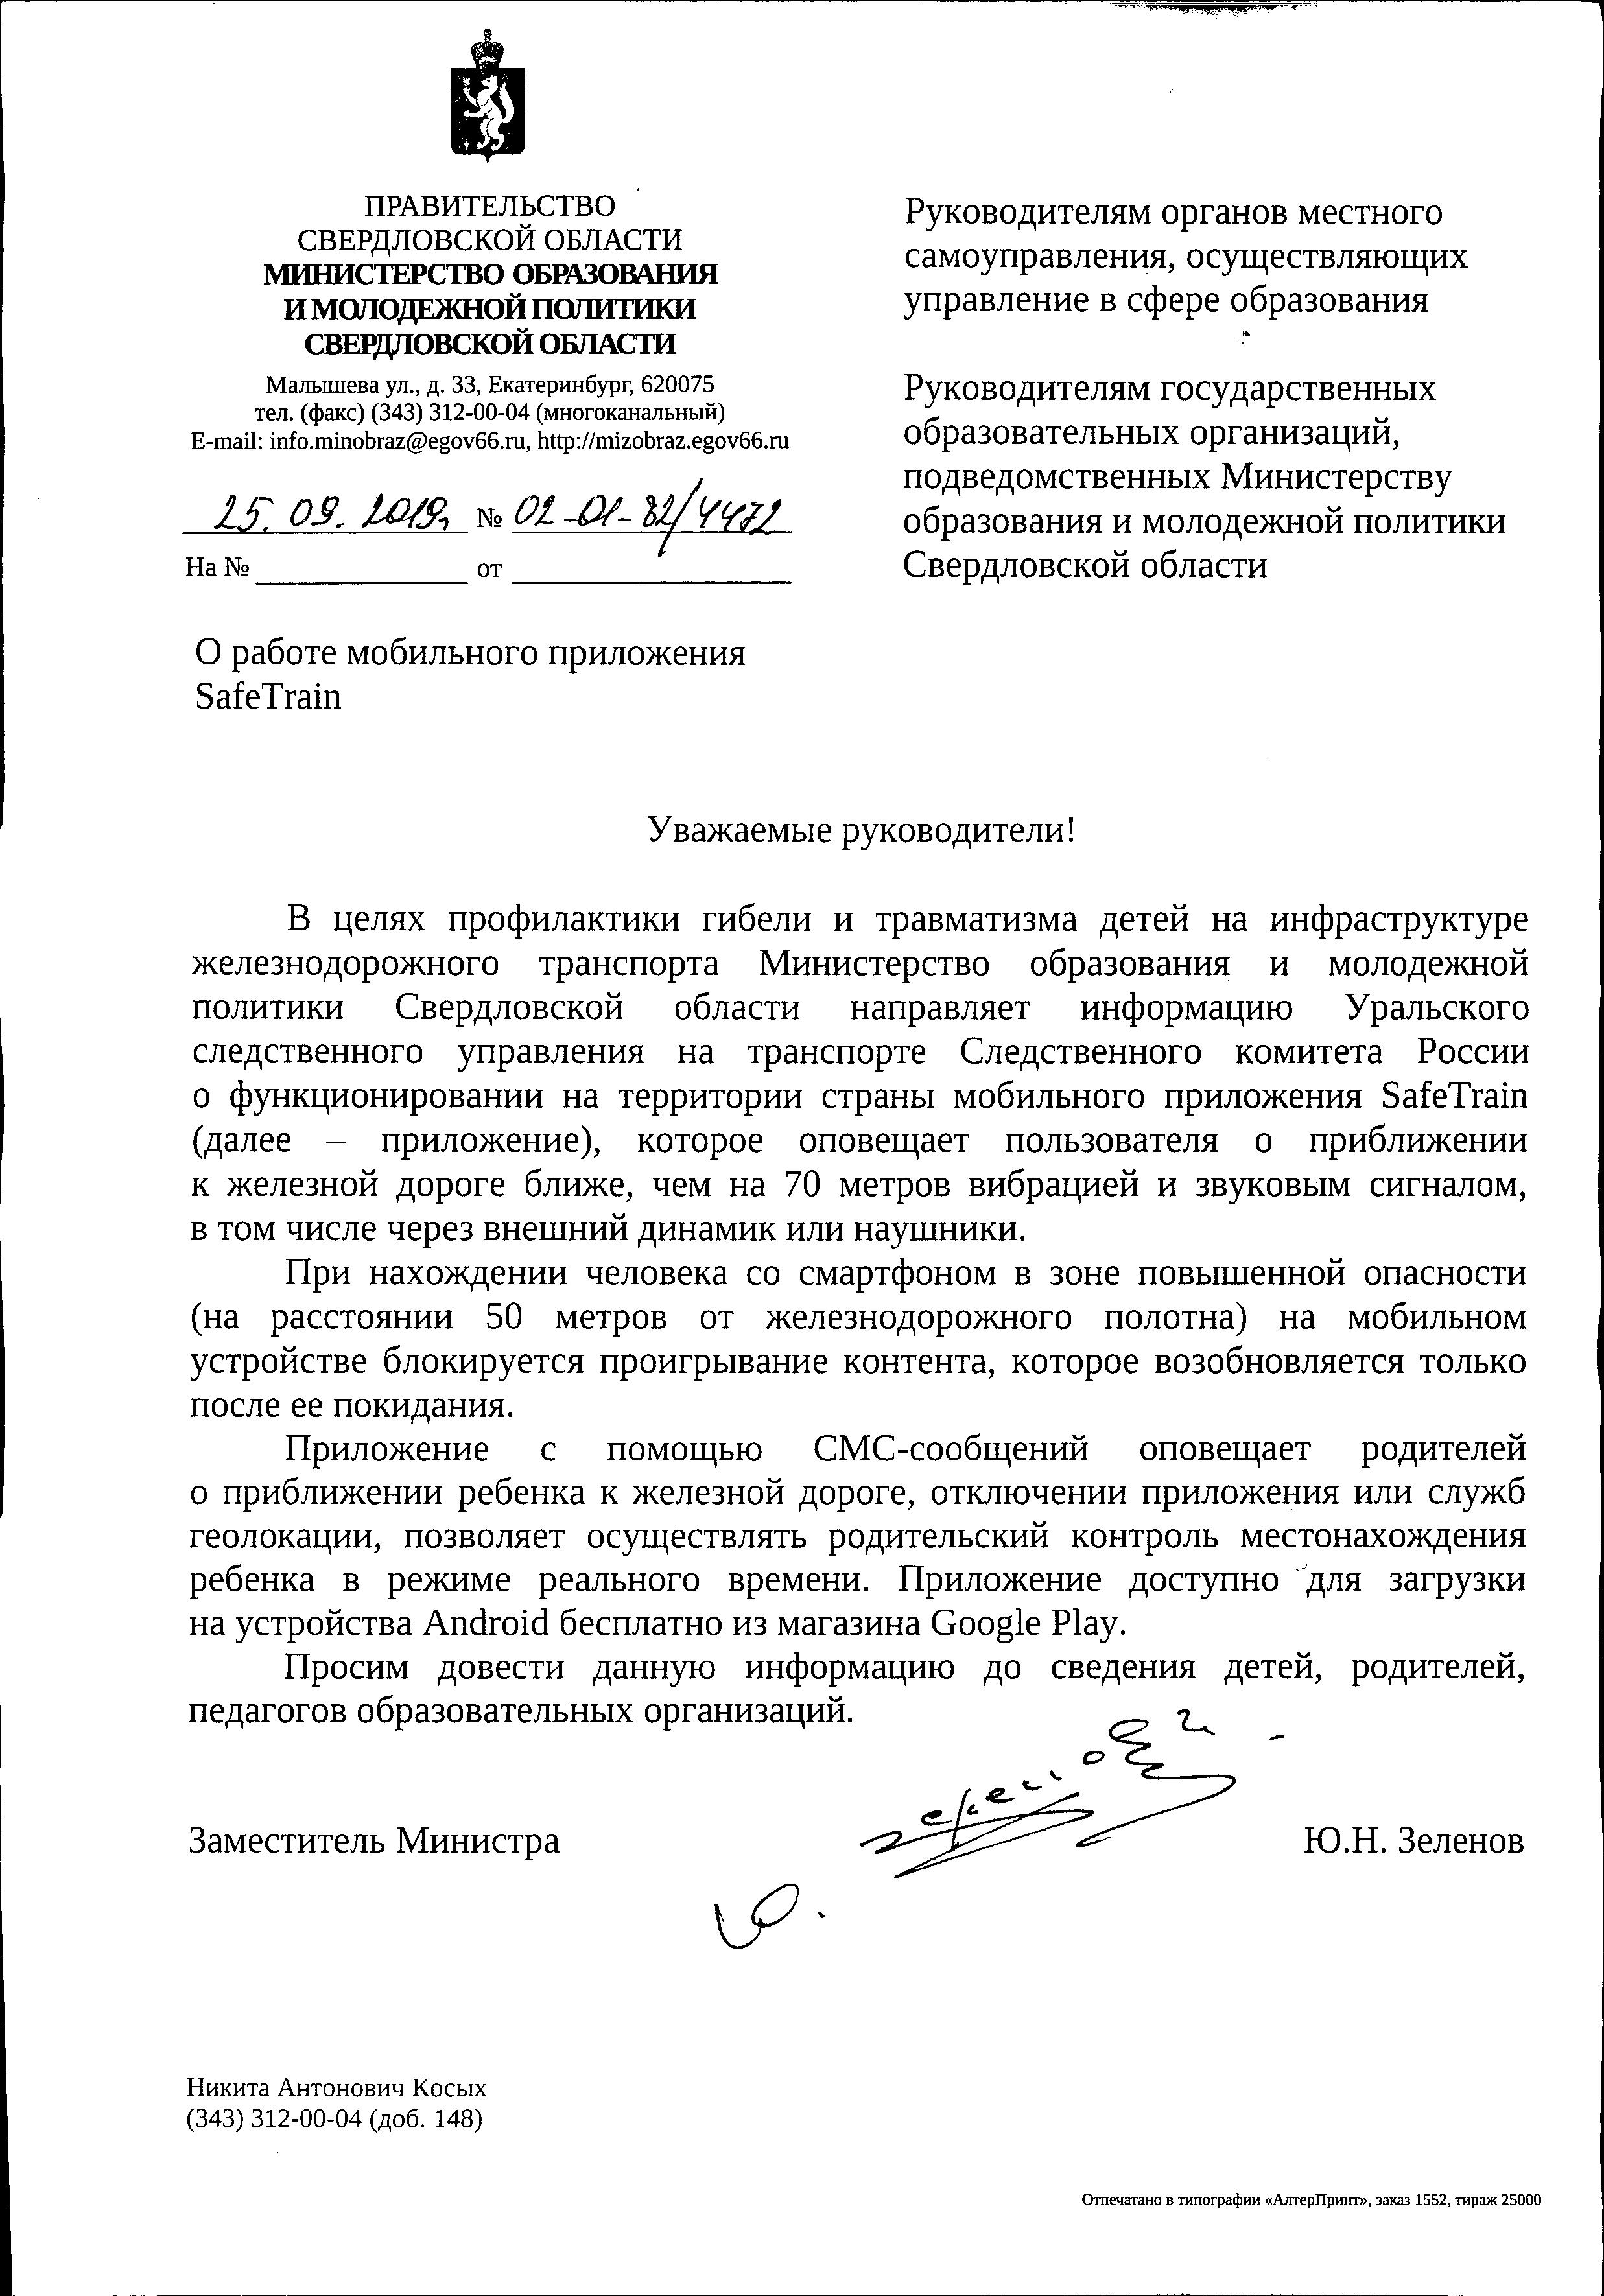 ПРАВИТЕЛЬСТВО
СВЕРДЛОВСКОЙ ОБЛАСТИ
МИНИСТЕРСТВО ОБРАЗОВАНИЯ
И МОЛОДЕЖНОЙ ПОЛИТИКИ
СВЕРДЛОВСКОЙ ОБЛАСТИ
Малышева ул., д. 33, Екатеринбург, 620075
тел. (факс) (343) 312-00-04 (многоканальный)
E-mail: info.minobraz@egov66.ru, http://mizobraz.egov66.ru
25. 09. 2019г № 02-01-82/4472
На № от
Руководителям органов местного
самоуправления, осуществляющих
управление в сфере образования
Руководителям государственных
образовательных организаций,
подведомственных Министерству
образования и молодежной политики
Свердловской области
О работе мобильного приложения
SafeTrain
Уважаемые руководители!
В целях профилактики гибели и травматизма детей на инфраструктуре
железнодорожного транспорта Министерство образования и молодежной
политики Свердловской области направляет информацию Уральского
следственного управления на транспорте Следственного комитета России
о функционировании на территории страны мобильного приложения SafeTrain
(далее – приложение), которое оповещает пользователя о приближении
к железной дороге ближе, чем на 70 метров вибрацией и звуковым сигналом,
в том числе через внешний динамик или наушники.
При нахождении человека со смартфоном в зоне повышенной опасности
(на расстоянии 50 метров от железнодорожного полотна) на мобильном
устройстве блокируется проигрывание контента, которое возобновляется только
после ее покидания.
Приложение с помощью СМС-сообщений оповещает родителей
о приближении ребенка к железной дороге, отключении приложения или служб
геолокации, позволяет осуществлять родительский контроль местонахождения
ребенка в режиме реального времени. Приложение доступно для загрузки
на устройства Android бесплатно из магазина Google Play.
Просим довести данную информацию до сведения детей, родителей,
педагогов образовательных организаций.
Заместитель Министра Ю.Н. Зеленов
Никита Антонович Косых
(343) 312-00-04 (доб. 148)
Отпечатано в типографии «АлтерПринт», заказ 1552, тираж 25000